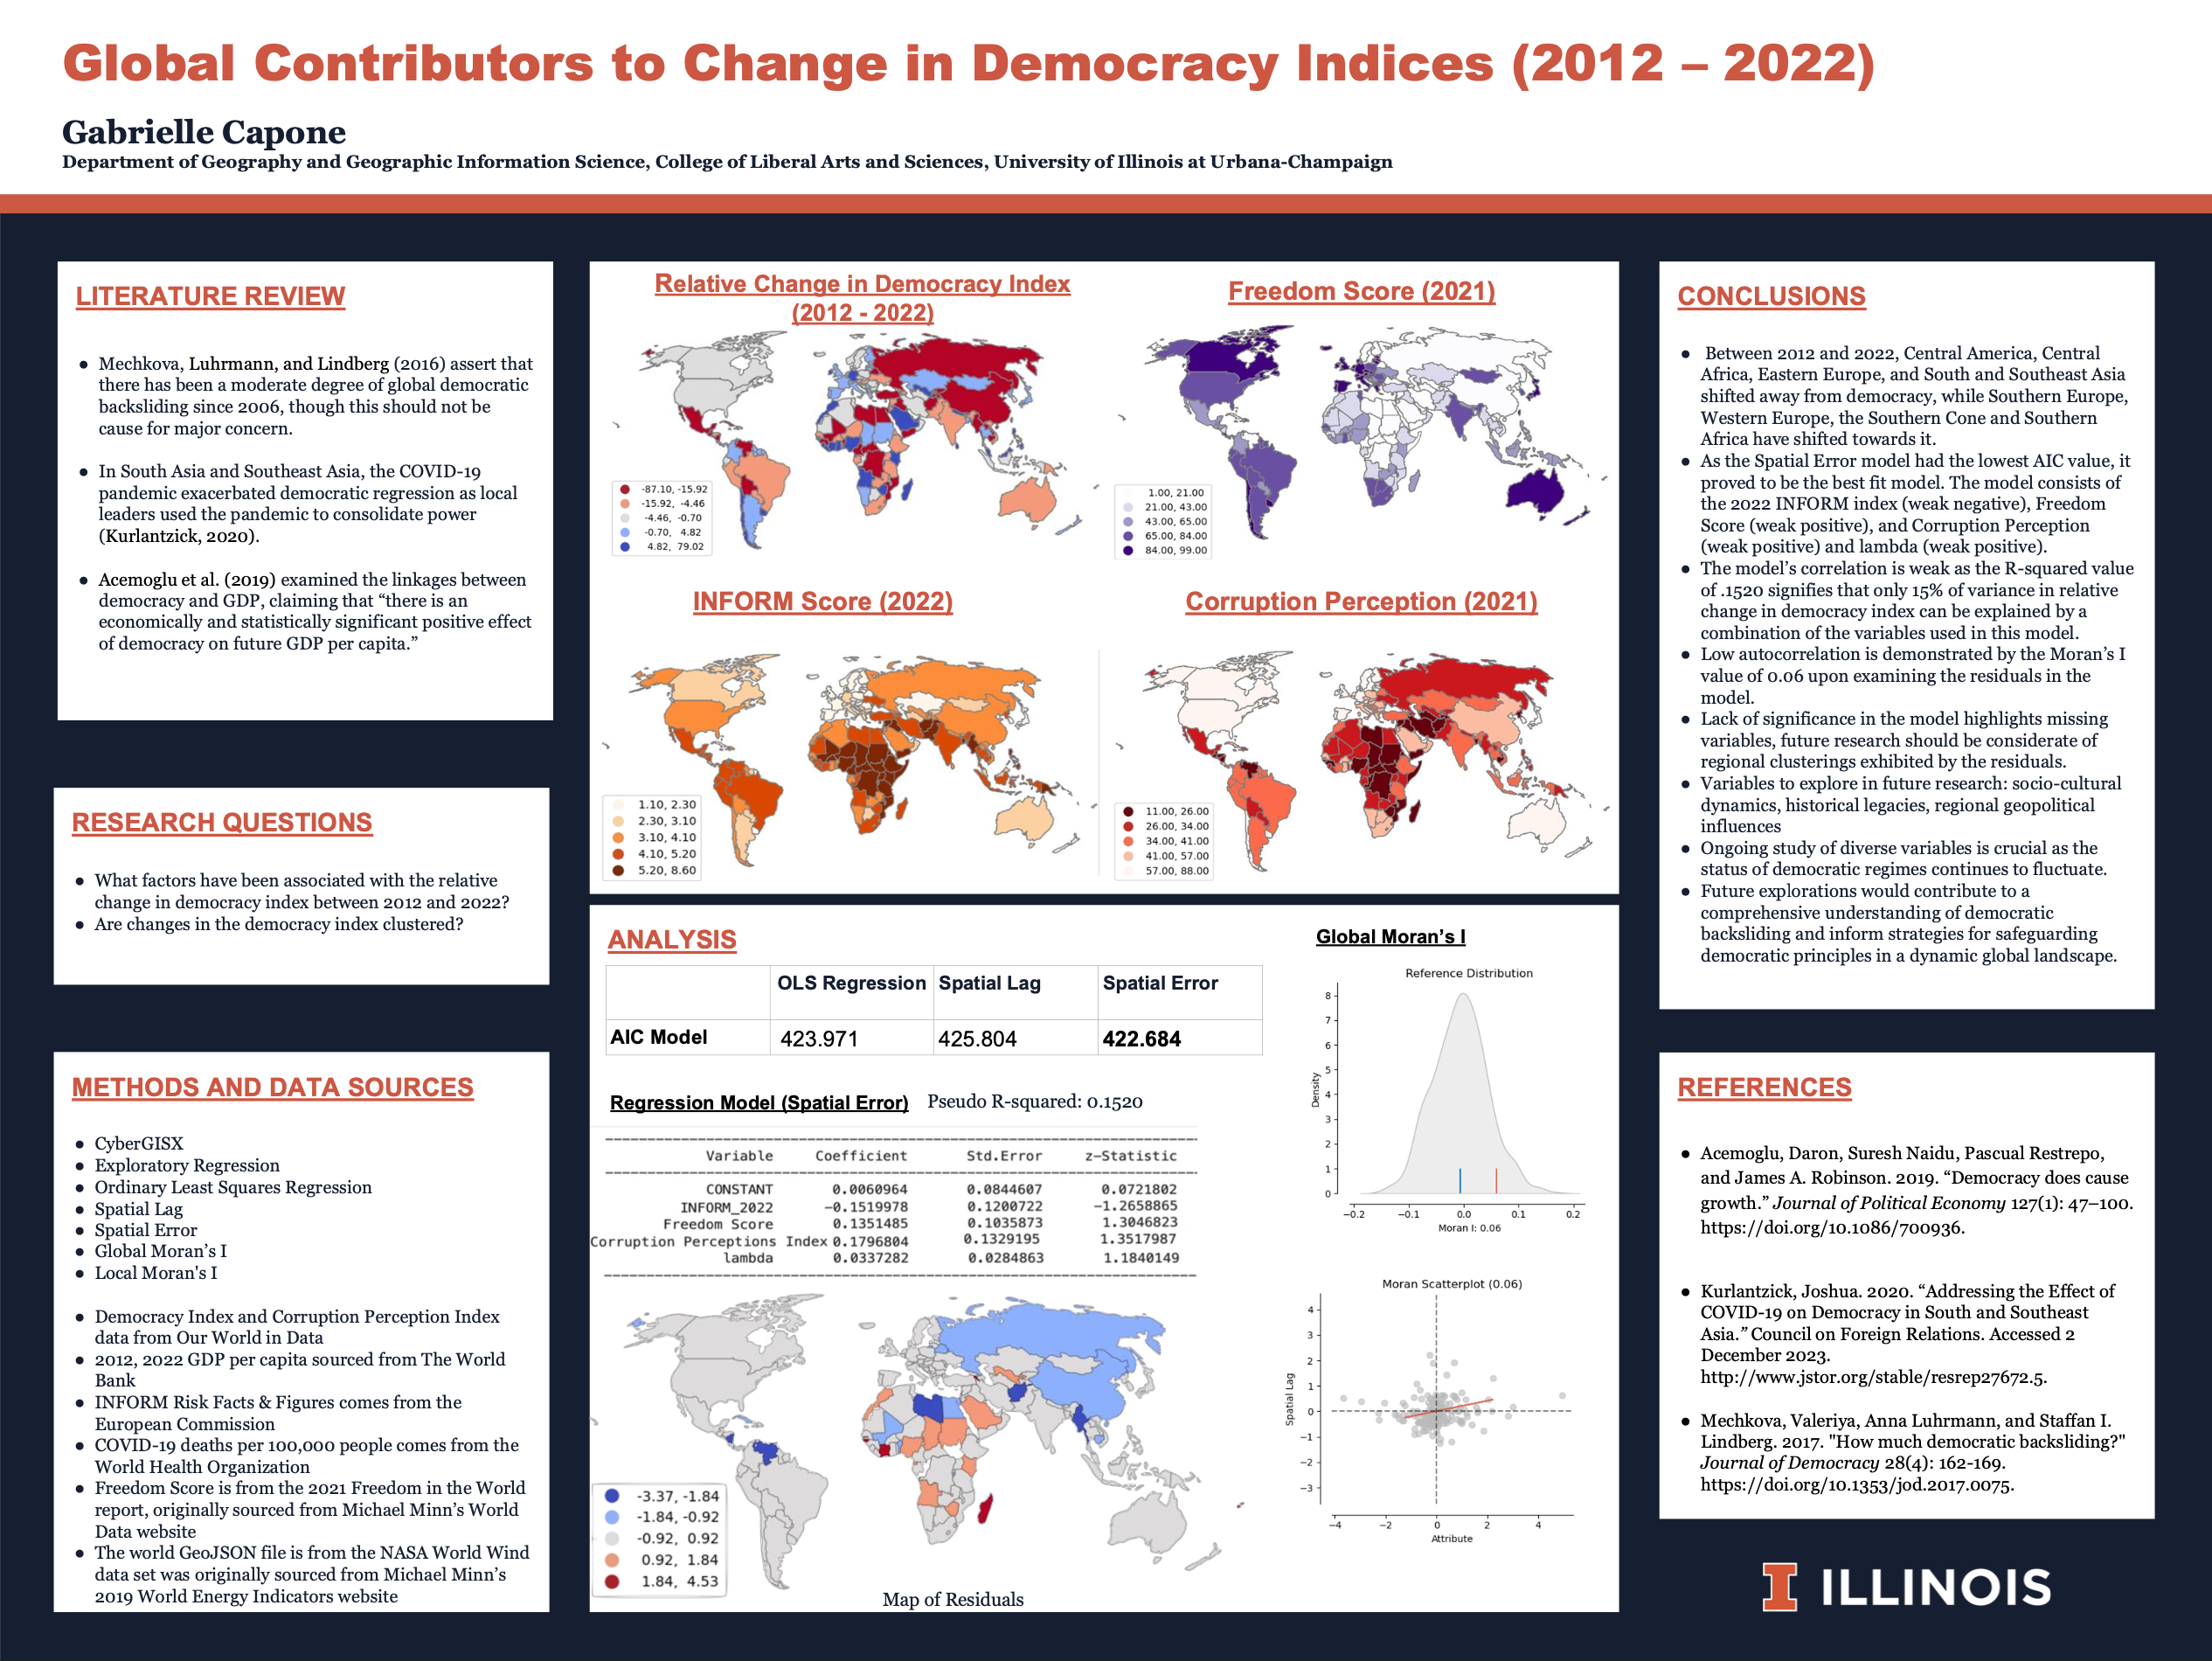 Global Contributors to Change in Democracy Indices (2012 – 2022)
Gabrielle Capone
Department of Geography and Geographic Information Science, College of Liberal Arts and Sciences, University of Illinois at Urbana-Champaign
LITERATURE REVIEW
● Mechkova, Luhrmann, and Lindberg (2016) assert that
there has been a moderate degree of global democratic
backsliding since 2006, though this should not be
cause for major concern.
● In South Asia and Southeast Asia, the COVID-19
pandemic exacerbated democratic regression as local
leaders used the pandemic to consolidate power
(Kurlantzick, 2020).
● Acemoglu et al. (2019) examined the linkages between
democracy and GDP, claiming that “there is an
economically and statistically significant positive effect
of democracy on future GDP per capita.”
RESEARCH QUESTIONS
● What factors have been associated with the relative
change in democracy index between 2012 and 2022?
● Are changes in the democracy index clustered?
METHODS AND DATA SOURCES
● CyberGISX
● Exploratory Regression
● Ordinary Least Squares Regression
● Spatial Lag
● Spatial Error
● Global Moran’s I
● Local Moran's I
● Democracy Index and Corruption Perception Index
data from Our World in Data
● 2012, 2022 GDP per capita sourced from The World
Bank
● INFORM Risk Facts & Figures comes from the
European Commission
● COVID-19 deaths per 100,000 people comes from the
World Health Organization
● Freedom Score is from the 2021 Freedom in the World
report, originally sourced from Michael Minn’s World
Data website
● The world GeoJSON file is from the NASA World Wind
data set was originally sourced from Michael Minn’s
2019 World Energy Indicators website
Relative Change in Democracy Index
(2012 - 2022)
-87.10, -15.92
-15.92, -4.46
-4.46, -0.70
-0.70, 4.82
4.82, 79.02
Freedom Score (2021)
1.00, 21.00
21.00, 43.00
43.00, 65.00
65.00, 84.00
84.00, 99.00
INFORM Score (2022)
1.10, 2.30
2.30, 3.10
3.10, 4.10
4.10, 5.20
5.20, 8.60
Corruption Perception (2021)
11.00, 26.00
26.00, 34.00
34.00, 41.00
41.00, 57.00
57.00, 88.00
ANALYSIS
OLS Regression Spatial Lag Spatial Error
AIC Model 423.971 425.804 422.684
Regression Model (Spatial Error) Pseudo R-squared: 0.1520
Variable Coefficient Std.Error z-Statistic
CONSTANT 0.0060964 0.0844607 0.0721802
INFORM_2022 -0.1519978 0.1200722 -1.2658865
Freedom Score 0.1351485 0.1035873 1.3046823
Corruption Perceptions Index 0.1796804 0.1329195 1.3517987
lambda 0.0337282 0.0284863 1.1840149
-3.37, -1.84
-1.84, -0.92
-0.92, 0.92
0.92, 1.84
1.84, 4.53
Map of Residuals
Global Moran’s I
Reference Distribution
Density
8
7
6
5
4
3
2
1
0
−0.2 −0.1 0.0 0.1 0.2
Moran I: 0.06
Moran Scatterplot (0.06)
Spatial Lag
4
3
2
1
0
−1
−2
−3
−4 −2 0 2 4
Attribute
CONCLUSIONS
● Between 2012 and 2022, Central America, Central
Africa, Eastern Europe, and South and Southeast Asia
shifted away from democracy, while Southern Europe,
Western Europe, the Southern Cone and Southern
Africa have shifted towards it.
● As the Spatial Error model had the lowest AIC value, it
proved to be the best fit model. The model consists of
the 2022 INFORM index (weak negative), Freedom
Score (weak positive), and Corruption Perception
(weak positive) and lambda (weak positive).
● The model’s correlation is weak as the R-squared value
of .1520 signifies that only 15% of variance in relative
change in democracy index can be explained by a
combination of the variables used in this model.
● Low autocorrelation is demonstrated by the Moran’s I
value of 0.06 upon examining the residuals in the
model.
● Lack of significance in the model highlights missing
variables, future research should be considerate of
regional clusterings exhibited by the residuals.
● Variables to explore in future research: socio-cultural
dynamics, historical legacies, regional geopolitical
influences
● Ongoing study of diverse variables is crucial as the
status of democratic regimes continues to fluctuate.
● Future explorations would contribute to a
comprehensive understanding of democratic
backsliding and inform strategies for safeguarding
democratic principles in a dynamic global landscape.
REFERENCES
● Acemoglu, Daron, Suresh Naidu, Pascual Restrepo,
and James A. Robinson. 2019. “Democracy does cause
growth.” Journal of Political Economy 127(1): 47–100.
https://doi.org/10.1086/700936.
● Kurlantzick, Joshua. 2020. “Addressing the Effect of
COVID-19 on Democracy in South and Southeast
Asia.” Council on Foreign Relations. Accessed 2
December 2023.
http://www.jstor.org/stable/resrep27672.5.
● Mechkova, Valeriya, Anna Luhrmann, and Staffan I.
Lindberg. 2017. "How much democratic backsliding?"
Journal of Democracy 28(4): 162-169.
https://doi.org/10.1353/jod.2017.0075.
I ILLINOIS